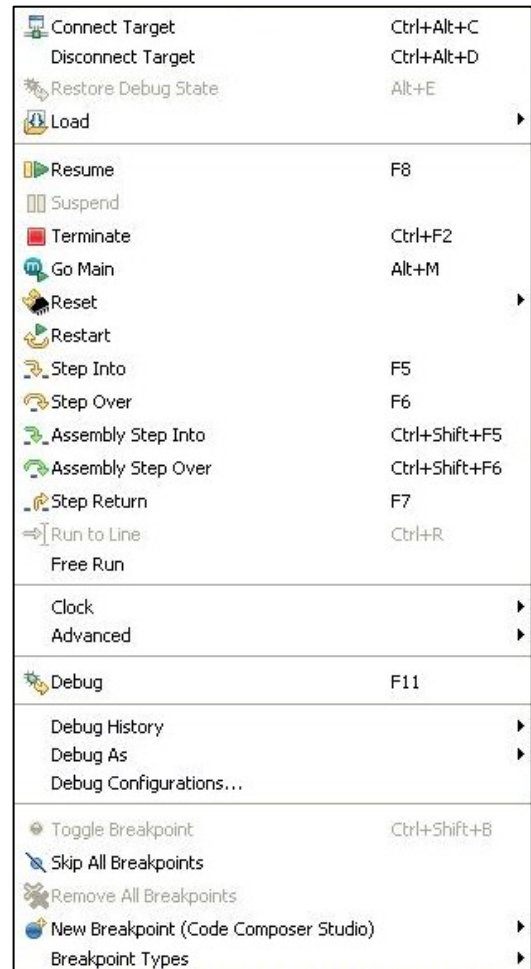 Connect Target Ctrl+Alt+C
Disconnect Target Ctrl+Alt+D
Restore Debug State Alt+E
Load
Resume F8
Suspend
Terminate Ctrl+F2
Go Main Alt+M
Reset
Restart
Step Into F5
Step Over F6
Assembly Step Into Ctrl+Shift+F5
Assembly Step Over Ctrl+Shift+F6
Step Return F7
Run to Line Ctrl+R
Free Run
Clock
Advanced
Debug F11
Debug History
Debug As
Debug Configurations...
Toggle Breakpoint Ctrl+Shift+B
Skip All Breakpoints
Remove All Breakpoints
New Breakpoint (Code Composer Studio)
Breakpoint Types